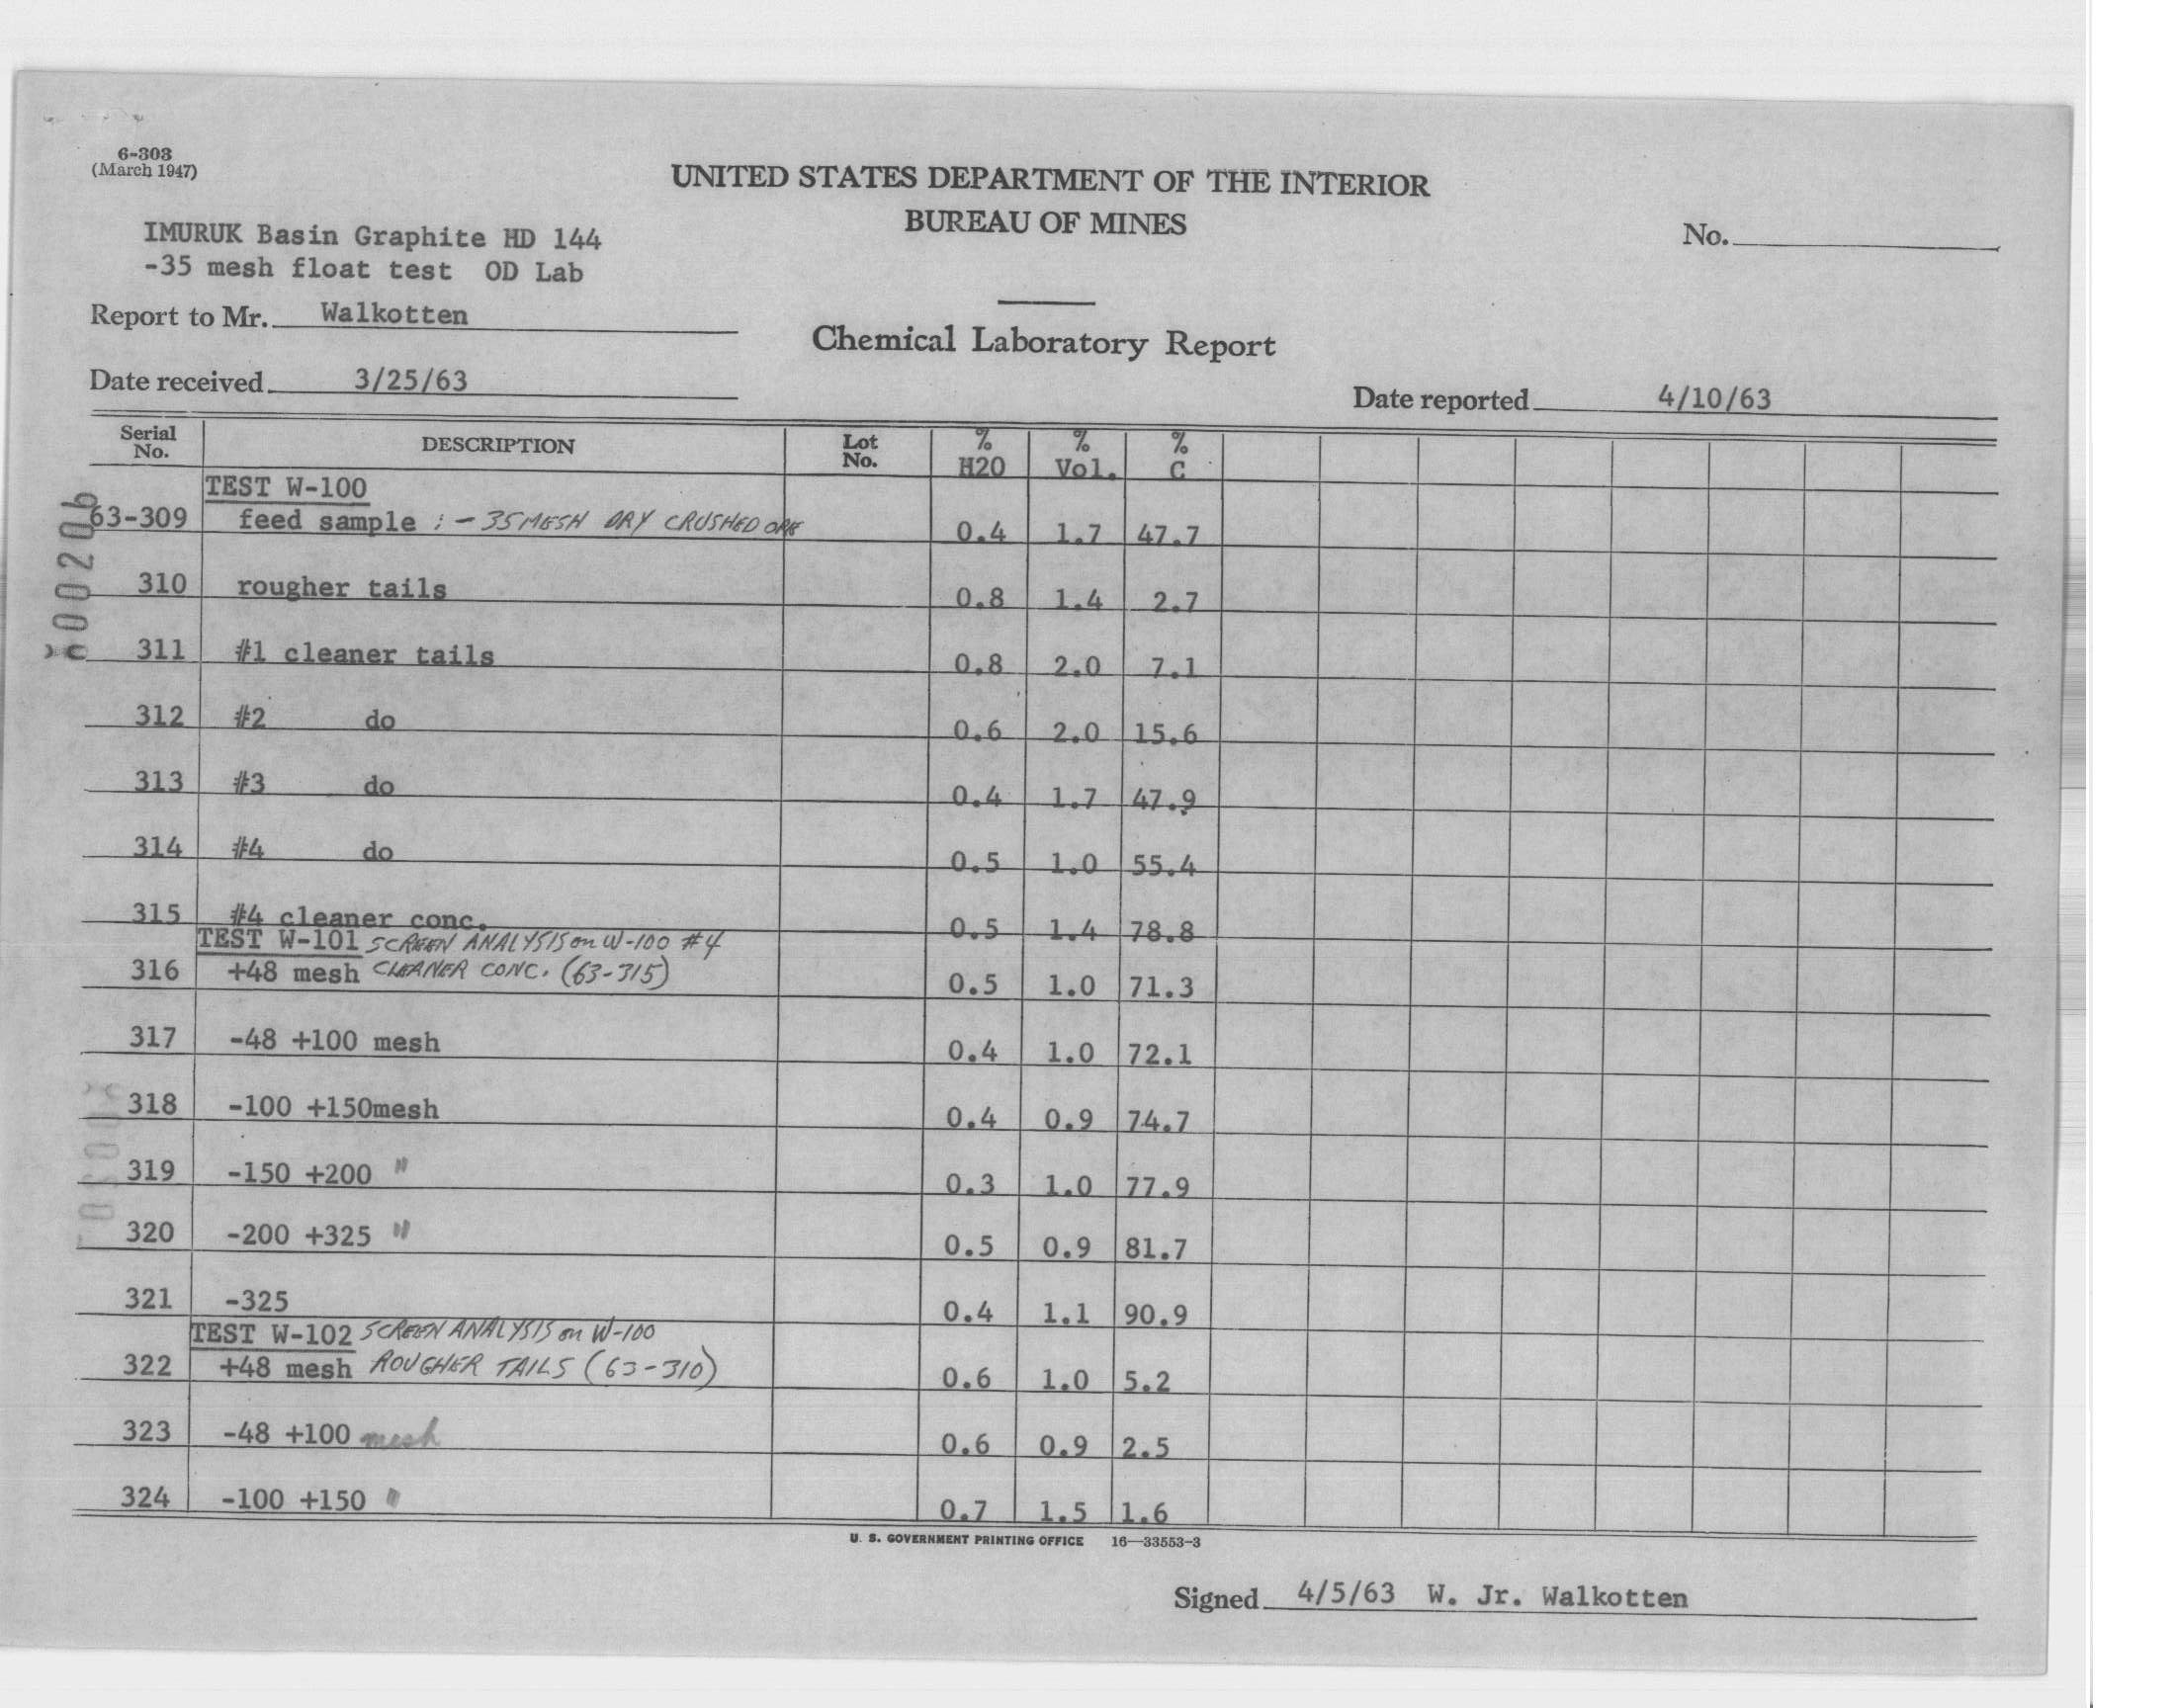 6-303
(March 1947)
UNITED STATES DEPARTMENT OF THE INTERIOR
BUREAU OF MINES
IMURUK Basin Graphite HD 144
-35 mesh float test OD Lab
No.
Report to Mr. Walkotten
Chemical Laboratory Report
Date received 3/25/63
Date reported 4/10/63
Serial No. DESCRIPTION Lot No. % H2O % Vol. % C
TEST W-100
63-309 feed sample ; -35 MESH DRY CRUSHED ORE 0.4 1.7 47.7
310 rougher tails 0.8 1.4 2.7
311 #1 cleaner tails 0.8 2.0 7.1
312 #2 do 0.6 2.0 15.6
313 #3 do 0.4 1.7 47.9
314 #4 do 0.5 1.0 55.4
315 #4 cleaner conc. 0.5 1.4 78.8
TEST W-101 SCREEN ANALYSIS on W-100 #4
316 +48 mesh CLEANER CONC. (63-315) 0.5 1.0 71.3
317 -48 +100 mesh 0.4 1.0 72.1
318 -100 +150mesh 0.4 0.9 74.7
319 -150 +200 " 0.3 1.0 77.9
320 -200 +325 " 0.5 0.9 81.7
321 -325 0.4 1.1 90.9
TEST W-102 SCREEN ANALYSIS on W-100
322 +48 mesh ROUGHER TAILS (63-310) 0.6 1.0 5.2
323 -48 +100 mesh 0.6 0.9 2.5
324 -100 +150 " 0.7 1.5 1.6
U. S. GOVERNMENT PRINTING OFFICE 16—33553-3
Signed 4/5/63 W. Jr. Walkotten